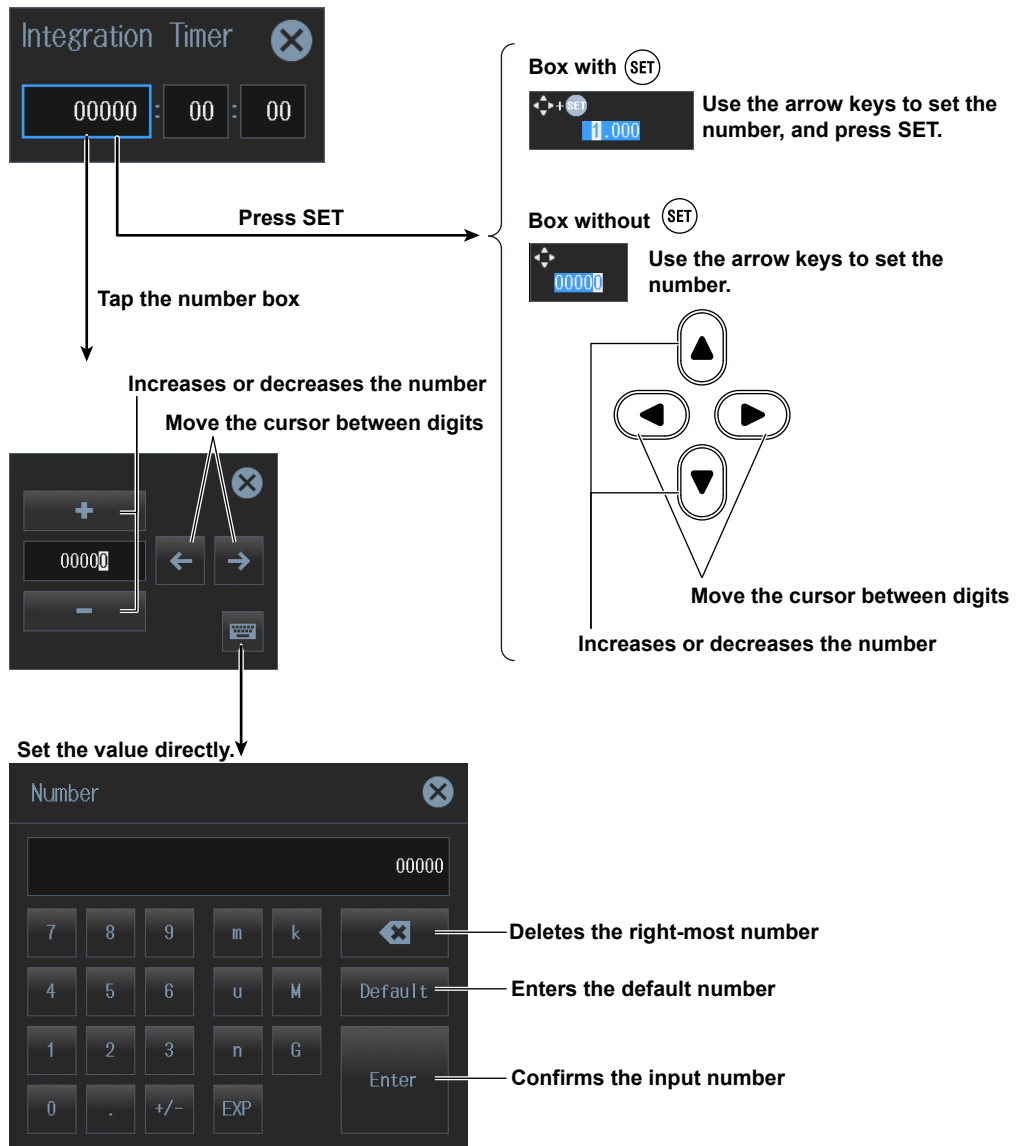 Integration Timer
00000 : 00 : 00
Press SET
Tap the number box
Box with SET
+SET
1.000
Use the arrow keys to set the
number, and press SET.
Box without SET
00000
Use the arrow keys to set the
number.
Move the cursor between digits
Increases or decreases the number
Increases or decreases the number
Move the cursor between digits
+
00000
← →
−
Set the value directly.
Number
00000
7 8 9 m k
Deletes the right-most number
4 5 6 u M Default
Enters the default number
1 2 3 n G
Enter
Confirms the input number
0 . +/- EXP